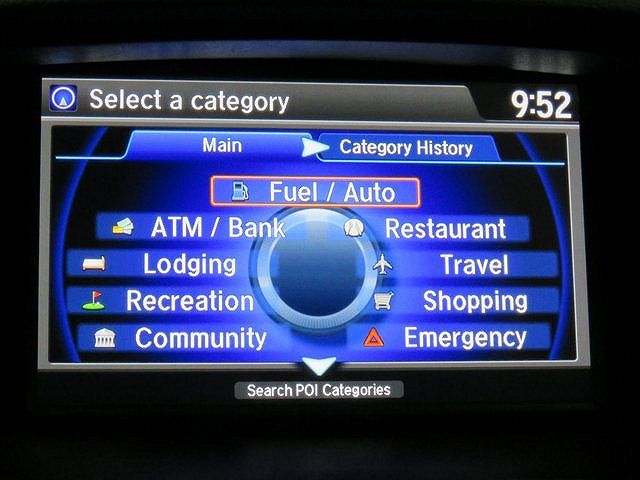 Select a category 9:52
Main Category History
Fuel / Auto
ATM / Bank Restaurant
Lodging Travel
Recreation Shopping
Community Emergency
Search POI Categories